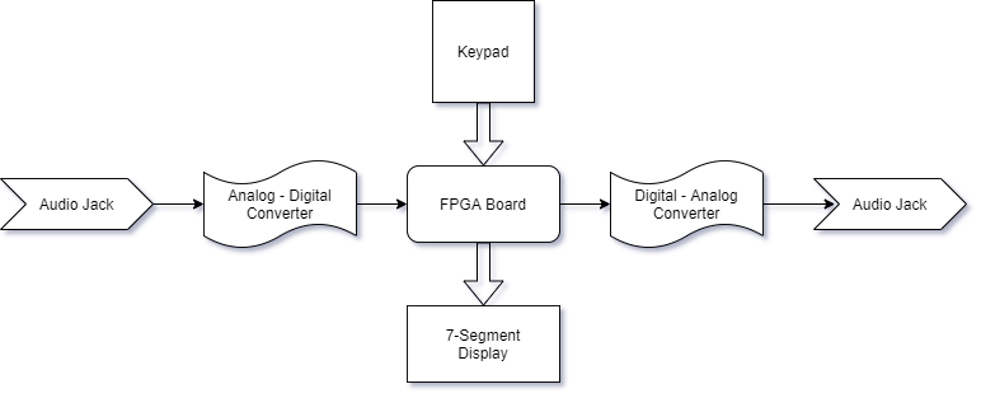 Keypad
Audio Jack
Analog - Digital
Converter
FPGA Board
Digital - Analog
Converter
Audio Jack
7-Segment
Display